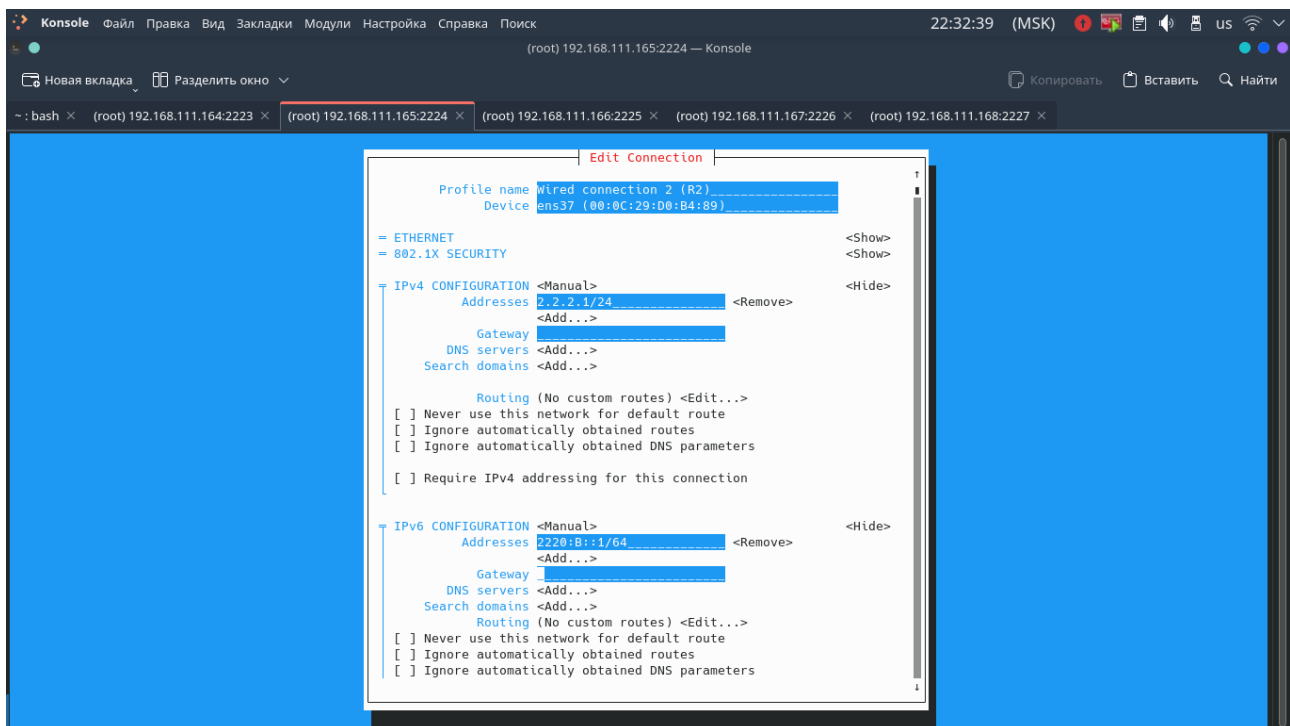 Konsole Файл Правка Вид Закладки Модули Настройка Справка Поиск 22:32:39 (MSK) us
(root) 192.168.111.165:2224 — Konsole
Новая вкладка Разделить окно Копировать Вставить Найти
~ : bash × (root) 192.168.111.164:2223 × (root) 192.168.111.165:2224 × (root) 192.168.111.166:2225 × (root) 192.168.111.167:2226 × (root) 192.168.111.168:2227 ×
Edit Connection
Profile name Wired connection 2 (R2)_________________
Device ens37 (00:0C:29:D0:B4:89)_______________
= ETHERNET <Show>
= 802.1X SECURITY <Show>
IPv4 CONFIGURATION <Manual> <Hide>
Addresses 2.2.2.1/24_______________ <Remove>
<Add...>
Gateway _________________________
DNS servers <Add...>
Search domains <Add...>
Routing (No custom routes) <Edit...>
[ ] Never use this network for default route
[ ] Ignore automatically obtained routes
[ ] Ignore automatically obtained DNS parameters
[ ] Require IPv4 addressing for this connection
IPv6 CONFIGURATION <Manual> <Hide>
Addresses 2220:B::1/64_____________ <Remove>
<Add...>
Gateway _________________________
DNS servers <Add...>
Search domains <Add...>
Routing (No custom routes) <Edit...>
[ ] Never use this network for default route
[ ] Ignore automatically obtained routes
[ ] Ignore automatically obtained DNS parameters